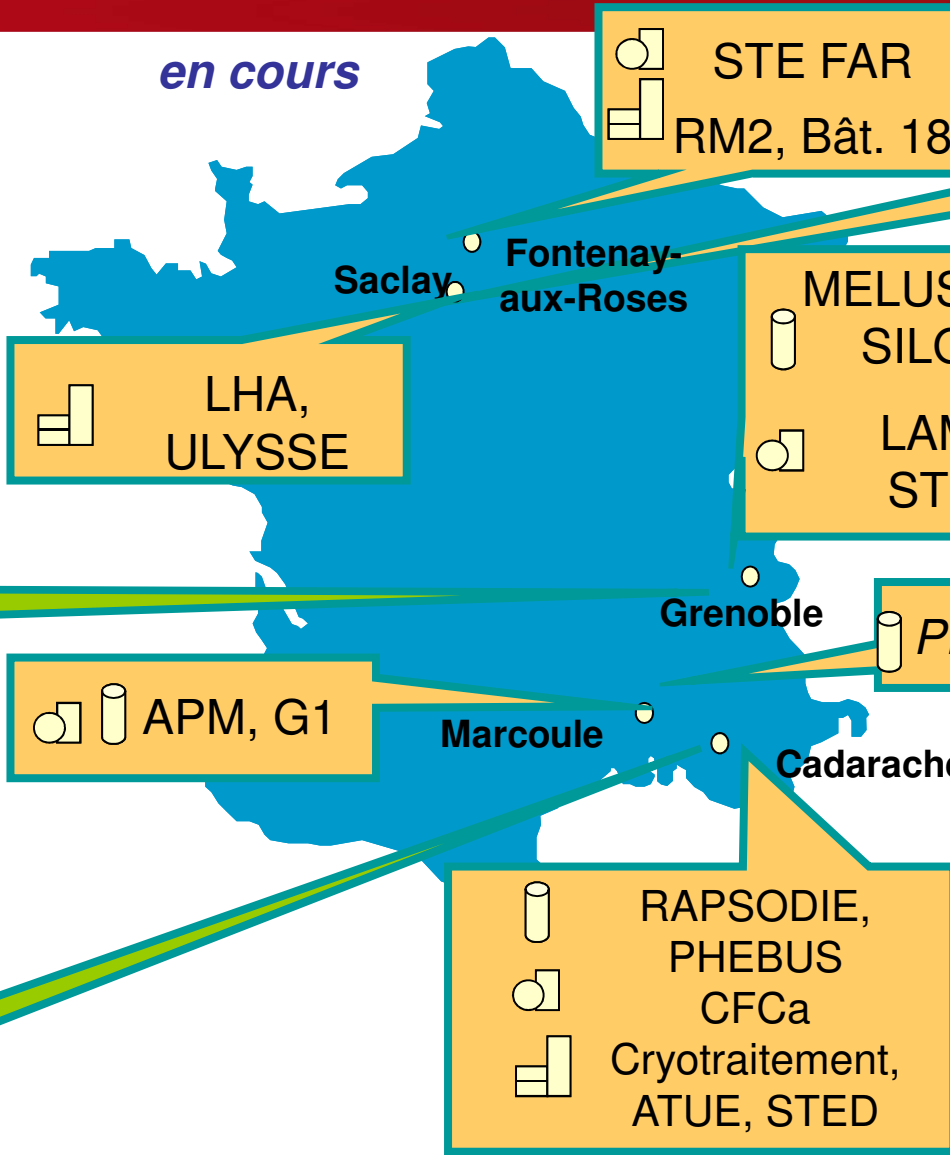 en cours
STE FAR
RM2, Bât. 18
Fontenay-
aux-Roses
Saclay
LHA,
ULYSSE
Grenoble
APM, G1
Marcoule
RAPSODIE,
PHEBUS
CFCa
Cryotraitement,
ATUE, STED